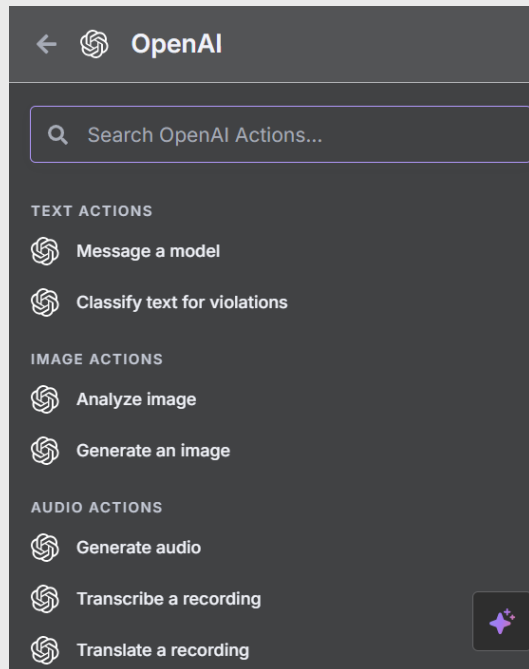 OpenAI
Search OpenAI Actions...
TEXT ACTIONS
Message a model
Classify text for violations
IMAGE ACTIONS
Analyze image
Generate an image
AUDIO ACTIONS
Generate audio
Transcribe a recording
Translate a recording